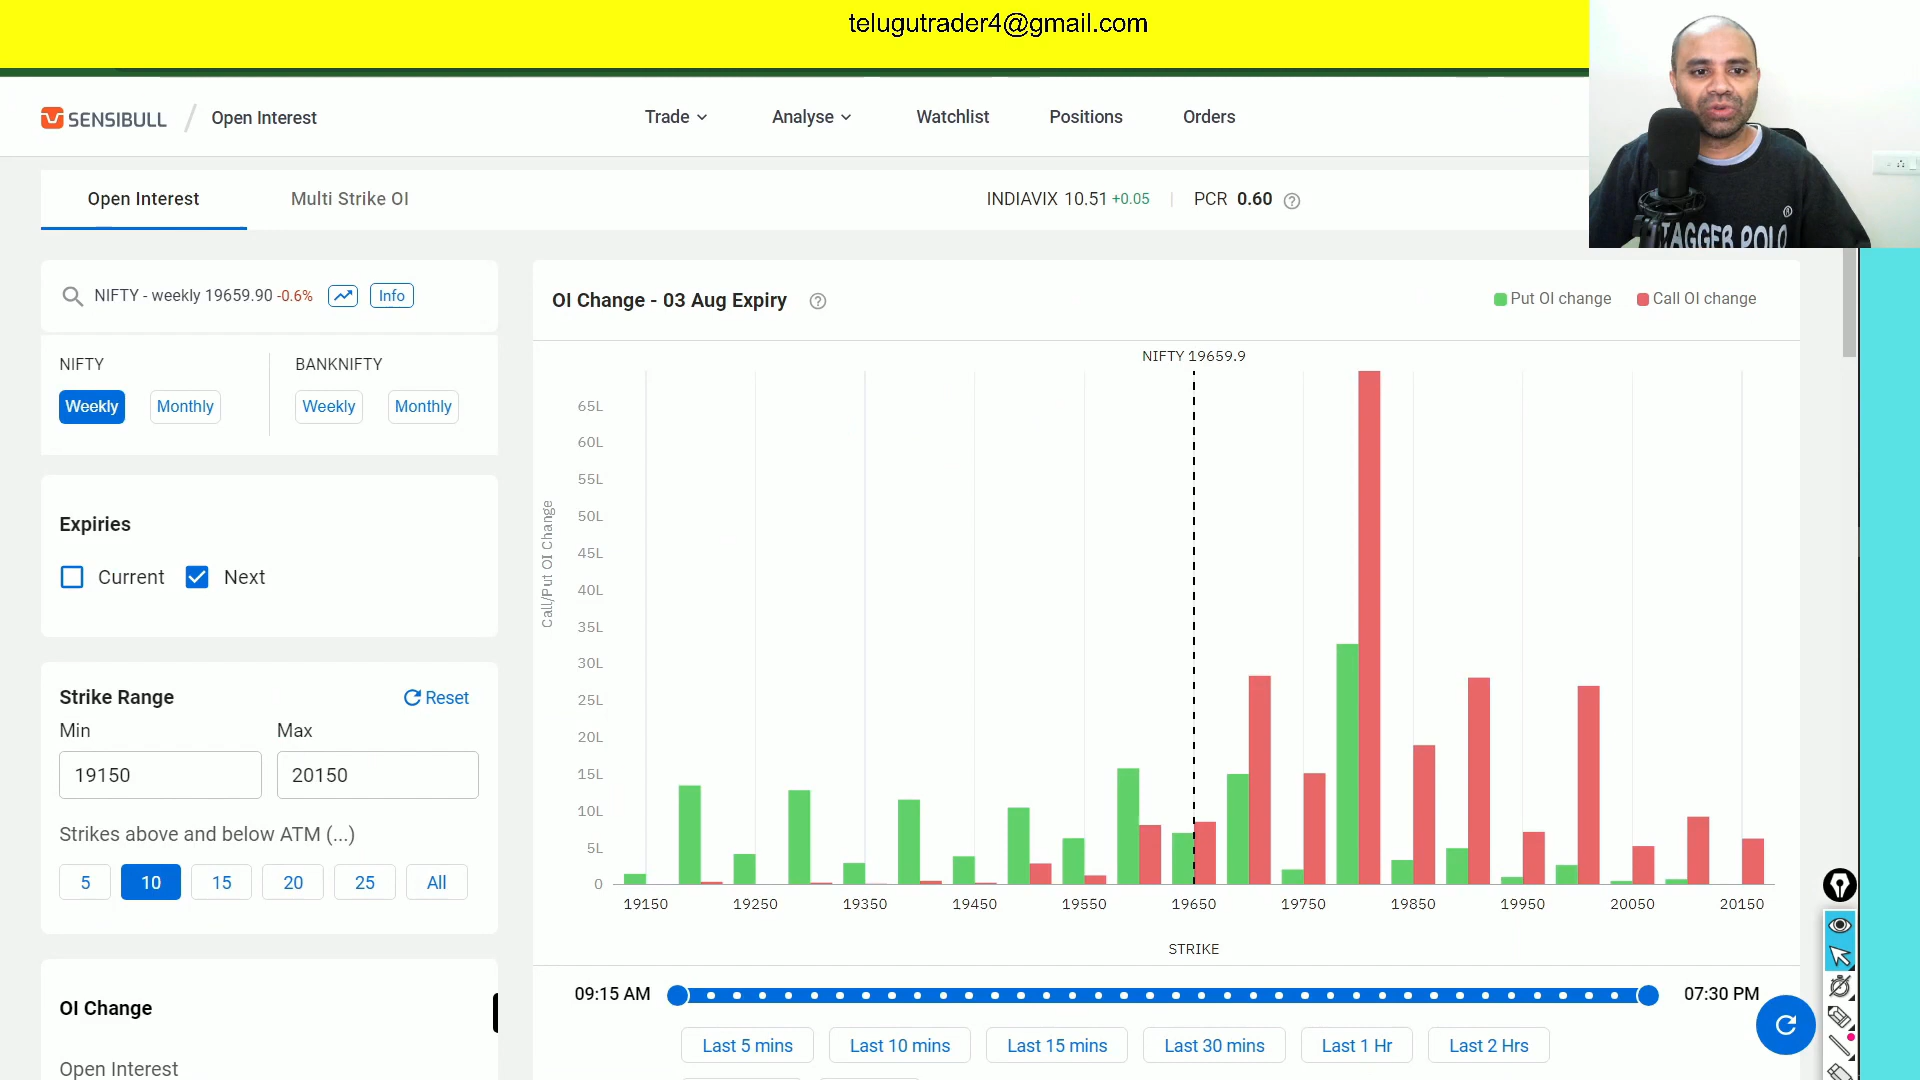 telugutrader4@gmail.com
SENSIBULL / Open Interest
Trade
Analyse
Watchlist
Positions
Orders
Open Interest
Multi Strike OI
INDIAVIX 10.51 +0.05
PCR 0.60
NIFTY - weekly 19659.90 -0.6%
Info
NIFTY
BANKNIFTY
Weekly
Monthly
Weekly
Monthly
Expiries
Current
Next
Strike Range
Reset
Min
Max
19150
20150
Strikes above and below ATM (...)
5
10
15
20
25
All
OI Change
Open Interest
OI Change - 03 Aug Expiry
Put OI change
Call OI change
NIFTY 19659.9
Call/Put OI Change
65L
60L
55L
50L
45L
40L
35L
30L
25L
20L
15L
10L
5L
0
19150
19250
19350
19450
19550
19650
19750
19850
19950
20050
20150
STRIKE
09:15 AM
07:30 PM
Last 5 mins
Last 10 mins
Last 15 mins
Last 30 mins
Last 1 Hr
Last 2 Hrs
POLO